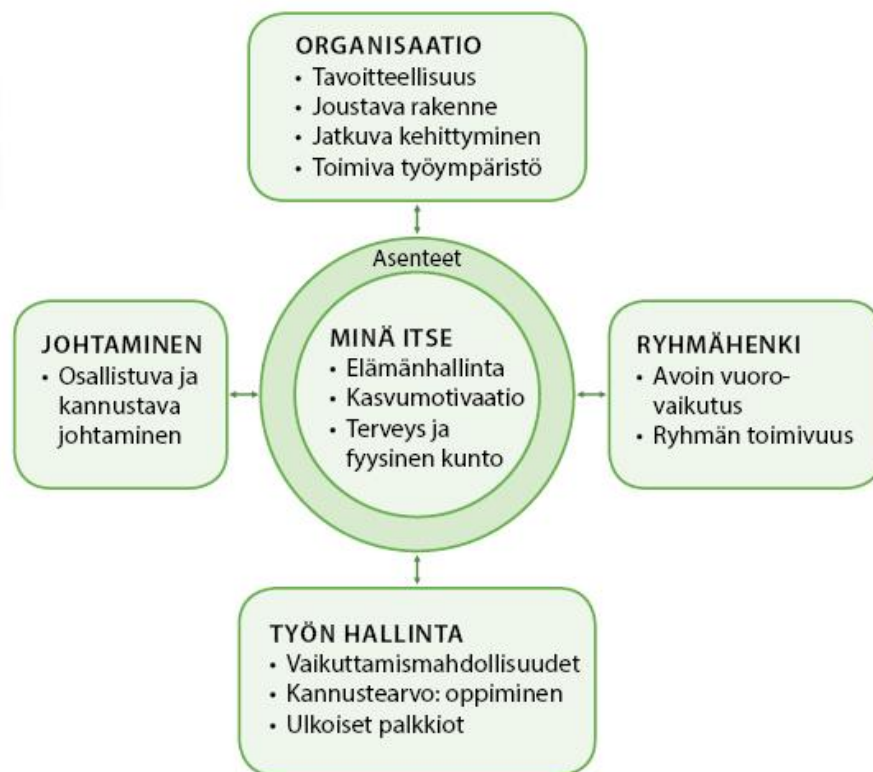 ORGANISAATIO
• Tavoitteellisuus
• Joustava rakenne
• Jatkuva kehittyminen
• Toimiva työympäristö
Asenteet
JOHTAMINEN
• Osallistuva ja
kannustava
johtaminen
MINÄ ITSE
• Elämänhallinta
• Kasvumotivaatio
• Terveys ja
fyysinen kunto
RYHMÄHENKI
• Avoin vuoro-
vaikutus
• Ryhmän toimivuus
TYÖN HALLINTA
• Vaikuttamismahdollisuudet
• Kannustearvo: oppiminen
• Ulkoiset palkkiot